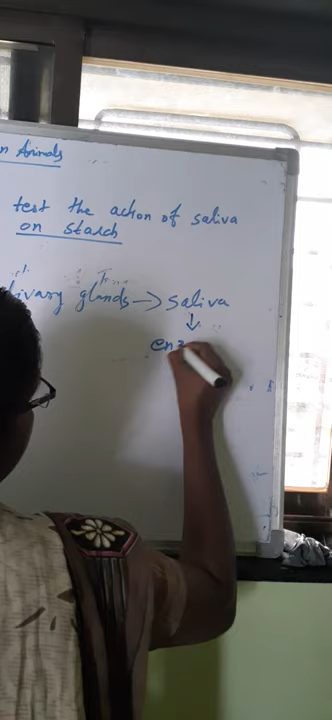 n Animals
test the action of saliva
on starch
livary glands → saliva
↓
enz